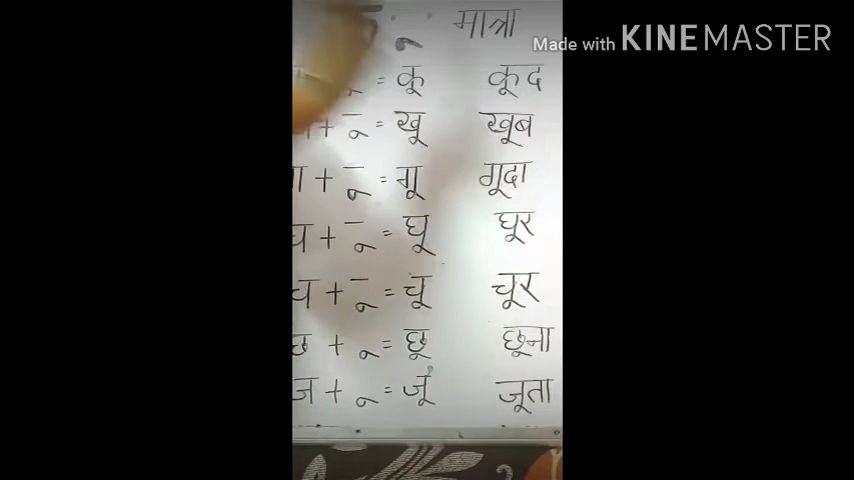 मात्रा
Made with KINEMASTER
= कू कूद
+ ू = खू खूब
ग + ू = गू गूदा
घ + ू = घू घूर
च + ू = चू चूर
छ + ू = छू छूना
ज + ू = जू जूता